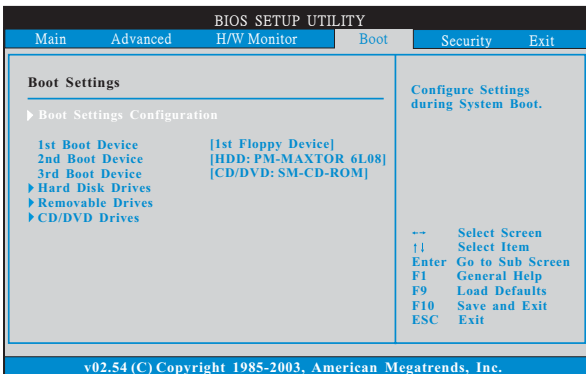 BIOS SETUP UTILITY
Main Advanced H/W Monitor Boot Security Exit
Boot Settings
Boot Settings Configuration
1st Boot Device [1st Floppy Device]
2nd Boot Device [HDD: PM-MAXTOR 6L08]
3rd Boot Device [CD/DVD: SM-CD-ROM]
Hard Disk Drives
Removable Drives
CD/DVD Drives
Configure Settings
during System Boot.
←→ Select Screen
↑↓ Select Item
Enter Go to Sub Screen
F1 General Help
F9 Load Defaults
F10 Save and Exit
ESC Exit
v02.54 (C) Copyright 1985-2003, American Megatrends, Inc.